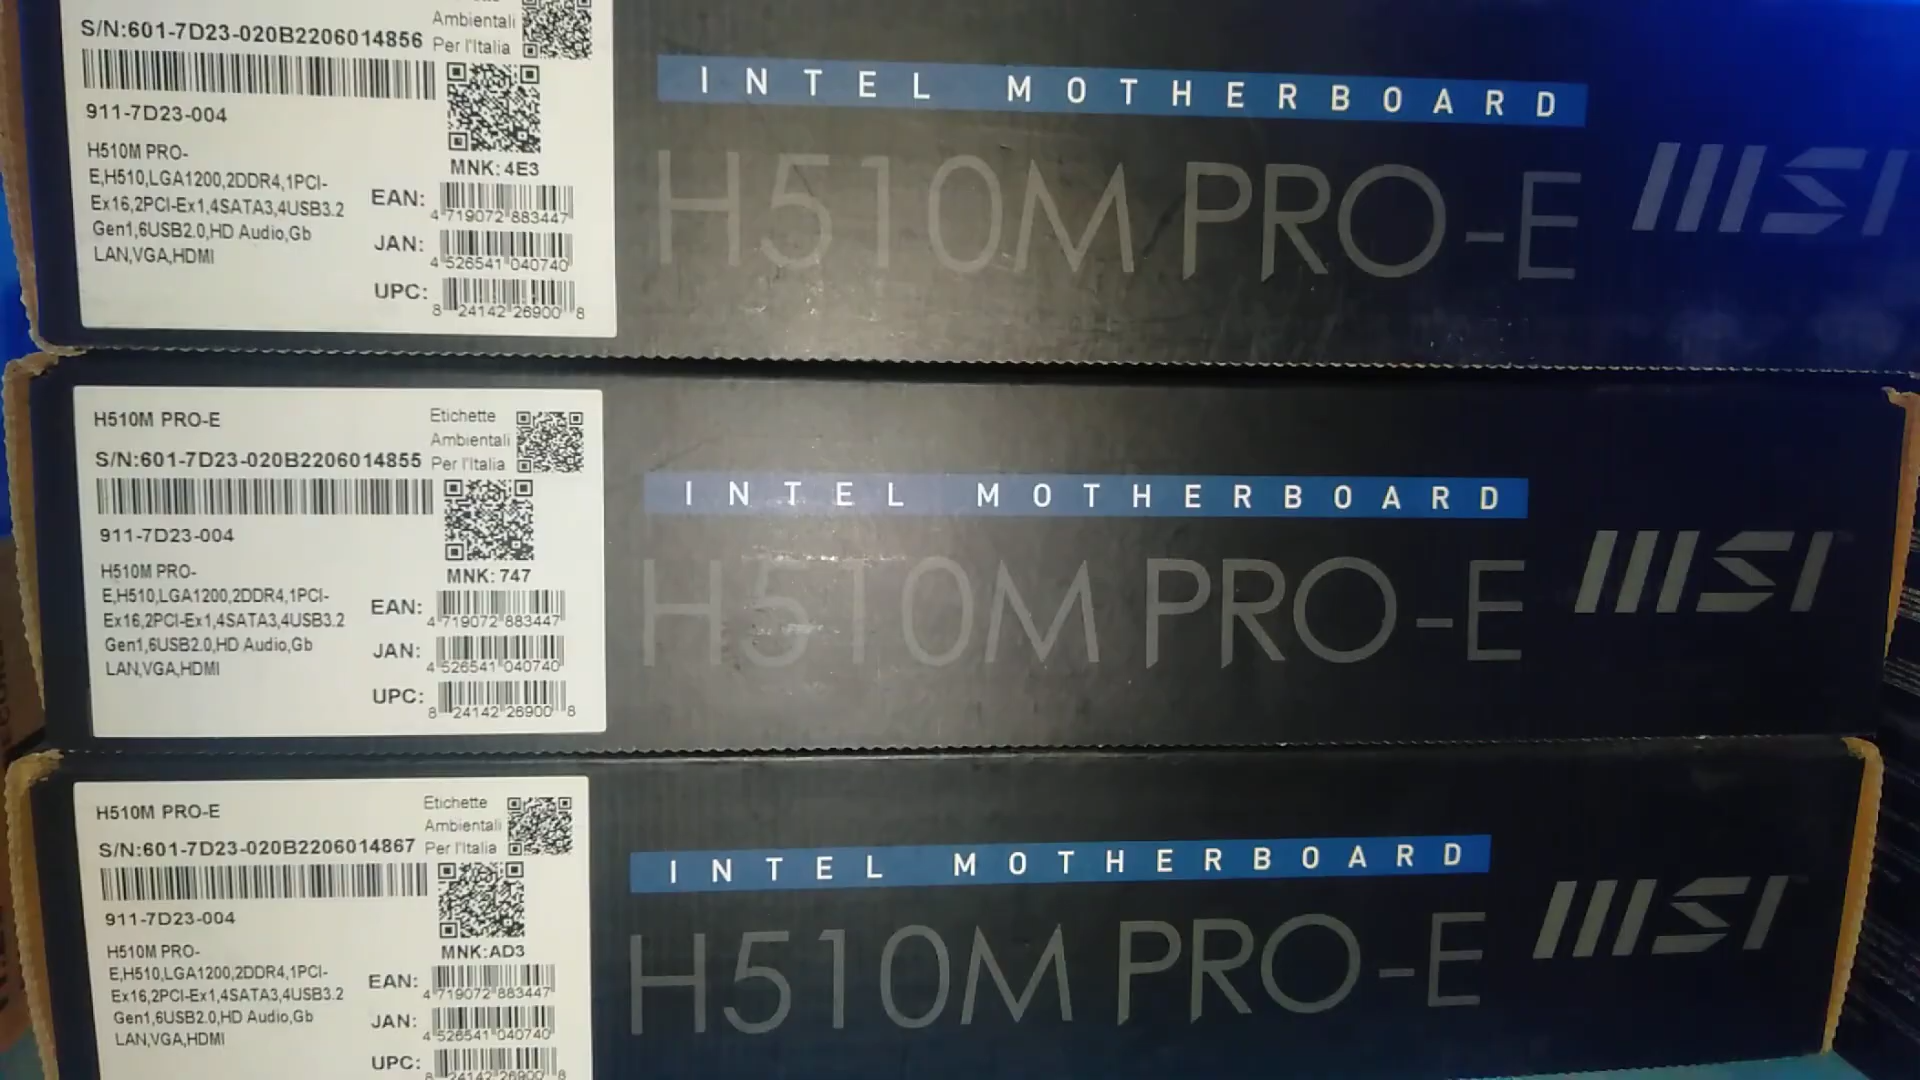 Ambientali
S/N:601-7D23-020B2206014856
Per l'Italia
911-7D23-004
H510M PRO-
E,H510,LGA1200,2DDR4,1PCI-
Ex16,2PCI-Ex1,4SATA3,4USB3.2
Gen1,6USB2.0,HD Audio,Gb
LAN,VGA,HDMI
MNK: 4E3
EAN:
4 719072 883447
JAN:
4 526541 040740
UPC:
8 24142 26900 8
INTEL MOTHERBOARD
H510M PRO-E
MSI
H510M PRO-E
Etichette
Ambientali
Per l'Italia
S/N:601-7D23-020B2206014855
911-7D23-004
H510M PRO-
E,H510,LGA1200,2DDR4,1PCI-
Ex16,2PCI-Ex1,4SATA3,4USB3.2
Gen1,6USB2.0,HD Audio,Gb
LAN,VGA,HDMI
MNK: 747
EAN:
4 719072 883447
JAN:
4 526541 040740
UPC:
8 24142 26900 8
INTEL MOTHERBOARD
H510M PRO-E
MSI
H510M PRO-E
Etichette
Ambientali
Per l'Italia
S/N:601-7D23-020B2206014867
911-7D23-004
H510M PRO-
E,H510,LGA1200,2DDR4,1PCI-
Ex16,2PCI-Ex1,4SATA3,4USB3.2
Gen1,6USB2.0,HD Audio,Gb
LAN,VGA,HDMI
MNK:AD3
EAN:
4 719072 883447
JAN:
4 526541 040740
UPC:
8 24142 26900 8
INTEL MOTHERBOARD
H510M PRO-E
MSI